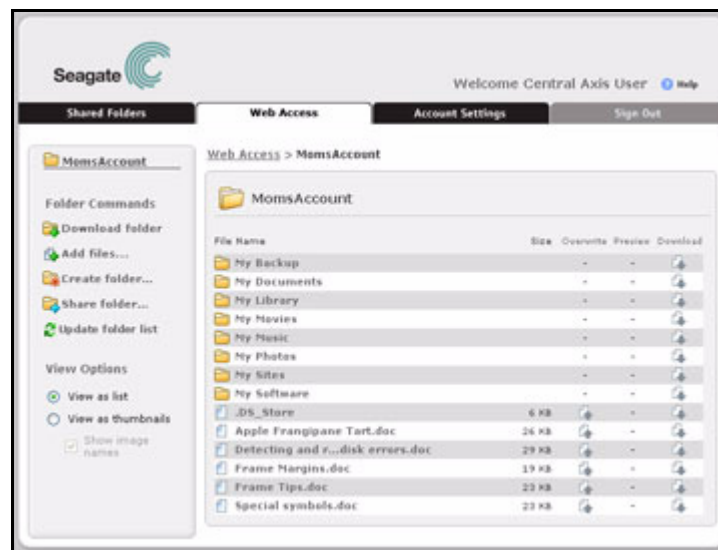 Seagate
Welcome Central Axis User Help
Shared Folders Web Access Account Settings Sign Out
MomsAccount
Folder Commands
Download folder
Add files...
Create folder...
Share folder...
Update folder list
View Options
View as list
View as thumbnails
Show image
names
Web Access > MomsAccount
MomsAccount
File Name Size Overwrite Preview Download
My Backup - -
My Documents - -
My Library - -
My Movies - -
My Music - -
My Photos - -
My Sites - -
My Software - -
.DS_Store 6 KB -
Apple Frangipane Tart.doc 26 KB -
Detecting and r...disk errors.doc 29 KB -
Frame Margins.doc 19 KB -
Frame Tips.doc 23 KB -
Special symbols.doc 23 KB -